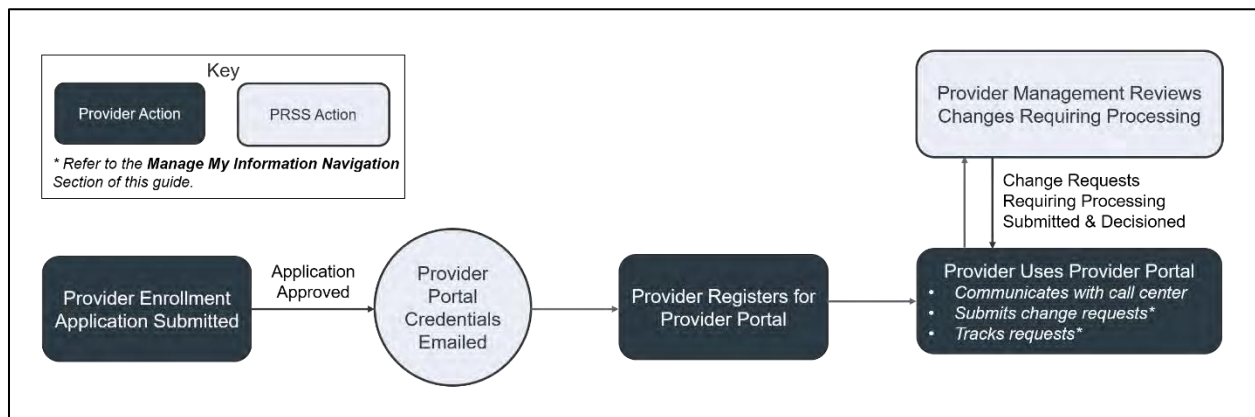 Key
Provider Action
PRSS Action
* Refer to the Manage My Information Navigation
Section of this guide.
Provider Management Reviews
Changes Requiring Processing
Change Requests
Requiring Processing
Submitted & Decisioned
Provider Enrollment
Application Submitted
Application
Approved
Provider
Portal
Credentials
Emailed
Provider Registers for
Provider Portal
Provider Uses Provider Portal
• Communicates with call center
• Submits change requests*
• Tracks requests*